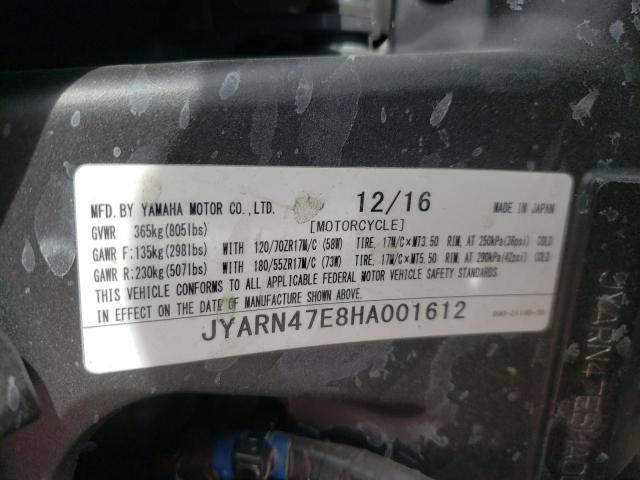 MFD. BY YAMAHA MOTOR CO., LTD. 12/16 MADE IN JAPAN
GVWR 365kg(805lbs) [MOTORCYCLE]
GAWR F:135kg(298lbs) WITH 120/70ZR17M/C (58W) TIRE, 17M/C×MT3.50 RIM, AT 250kPa(36psi) COLD
GAWR R:230kg(507lbs) WITH 180/55ZR17M/C (73W) TIRE, 17M/C×MT5.50 RIM, AT 290kPa(42psi) COLD
THIS VEHICLE CONFORMS TO ALL APPLICABLE FEDERAL MOTOR VEHICLE SAFETY STANDARDS
IN EFFECT ON THE DATE OF MANUFACTURE SHOWN ABOVE.
JYARN47E8HA001612
JYARN47E8HA00